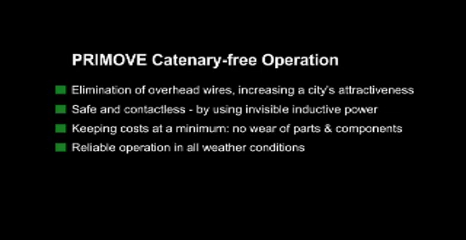 PRIMOVE Catenary-free Operation
Elimination of overhead wires, increasing a city's attractiveness
Safe and contactless - by using invisible inductive power
Keeping costs at a minimum: no wear of parts & components
Reliable operation in all weather conditions